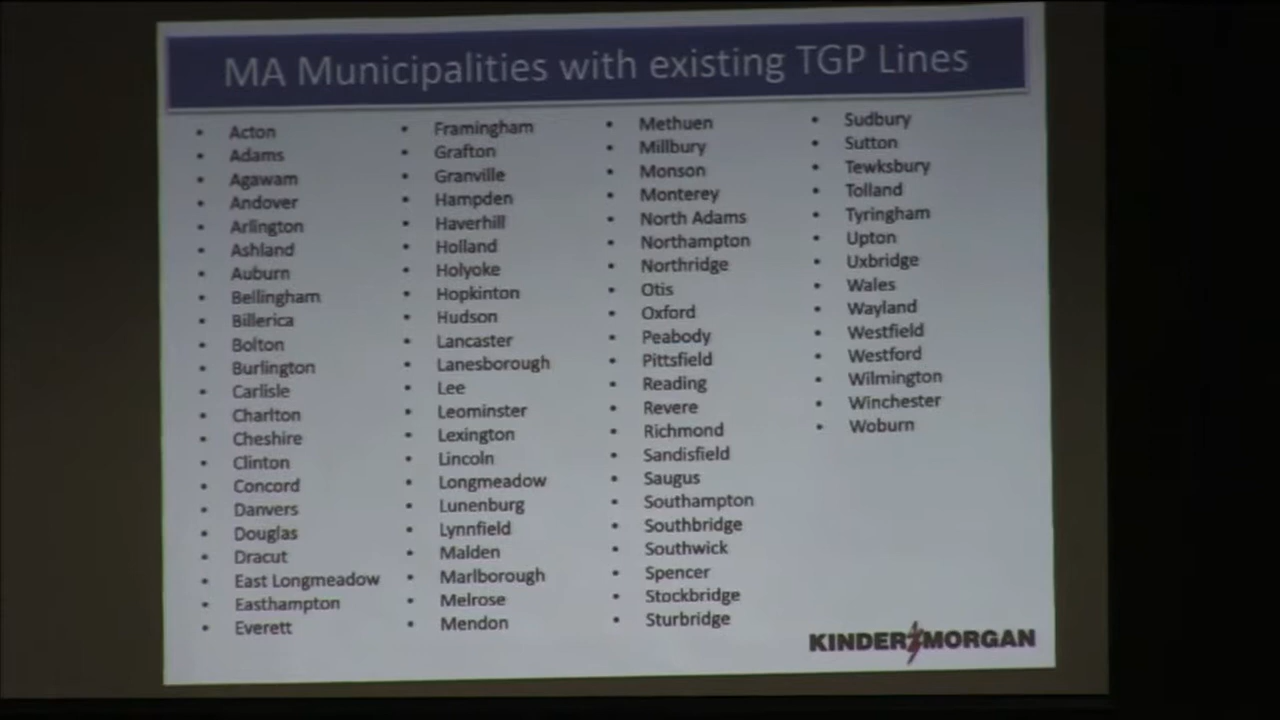 MA Municipalities with existing TGP Lines
• Acton
• Adams
• Agawam
• Andover
• Arlington
• Ashland
• Auburn
• Bellingham
• Billerica
• Bolton
• Burlington
• Carlisle
• Charlton
• Cheshire
• Clinton
• Concord
• Danvers
• Douglas
• Dracut
• East Longmeadow
• Easthampton
• Everett
• Framingham
• Grafton
• Granville
• Hampden
• Haverhill
• Holland
• Holyoke
• Hopkinton
• Hudson
• Lancaster
• Lanesborough
• Lee
• Leominster
• Lexington
• Lincoln
• Longmeadow
• Lunenburg
• Lynnfield
• Malden
• Marlborough
• Melrose
• Mendon
• Methuen
• Millbury
• Monson
• Monterey
• North Adams
• Northampton
• Northridge
• Otis
• Oxford
• Peabody
• Pittsfield
• Reading
• Revere
• Richmond
• Sandisfield
• Saugus
• Southampton
• Southbridge
• Southwick
• Spencer
• Stockbridge
• Sturbridge
• Sudbury
• Sutton
• Tewksbury
• Tolland
• Tyringham
• Upton
• Uxbridge
• Wales
• Wayland
• Westfield
• Westford
• Wilmington
• Winchester
• Woburn
KINDER MORGAN